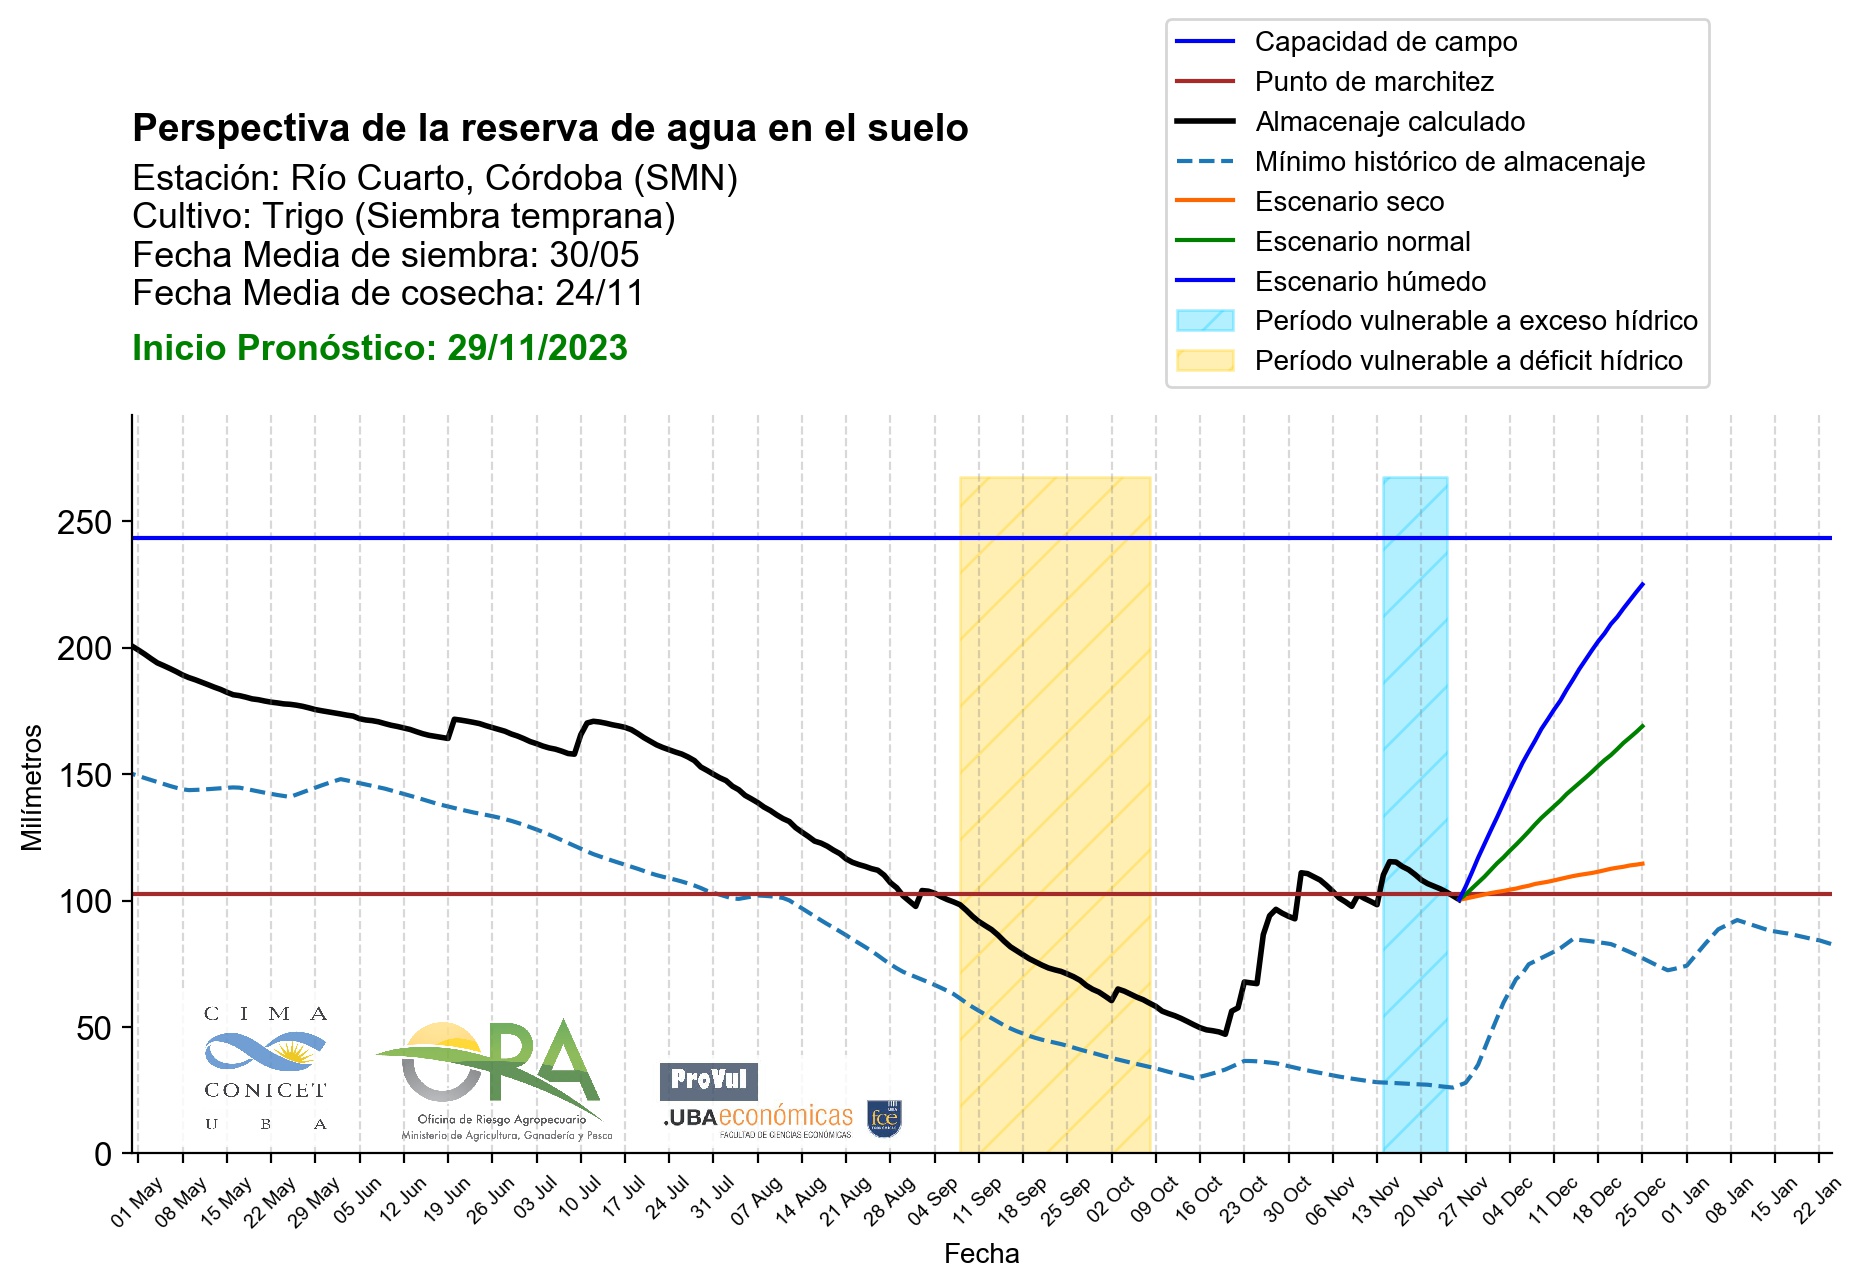 Capacidad de campo
Punto de marchitez
Almacenaje calculado
Mínimo histórico de almacenaje
Escenario seco
Escenario normal
Escenario húmedo
Período vulnerable a exceso hídrico
Período vulnerable a déficit hídrico
Perspectiva de la reserva de agua en el suelo
Estación: Río Cuarto, Córdoba (SMN)
Cultivo: Trigo (Siembra temprana)
Fecha Media de siembra: 30/05
Fecha Media de cosecha: 24/11
Inicio Pronóstico: 29/11/2023
Milímetros
250
200
150
100
50
0
CIMA
CONICET
UBA
ORA
Oficina de Riesgo Agropecuario
Ministerio de Agricultura, Ganadería y Pesca
ProVul
.UBAeconómicas
FACULTAD DE CIENCIAS ECONÓMICAS
fce
01 May
08 May
15 May
22 May
29 May
05 Jun
12 Jun
19 Jun
26 Jun
03 Jul
10 Jul
17 Jul
24 Jul
31 Jul
07 Aug
14 Aug
21 Aug
28 Aug
04 Sep
11 Sep
18 Sep
25 Sep
02 Oct
09 Oct
16 Oct
23 Oct
30 Oct
06 Nov
13 Nov
20 Nov
27 Nov
04 Dec
11 Dec
18 Dec
25 Dec
01 Jan
08 Jan
15 Jan
22 Jan
Fecha